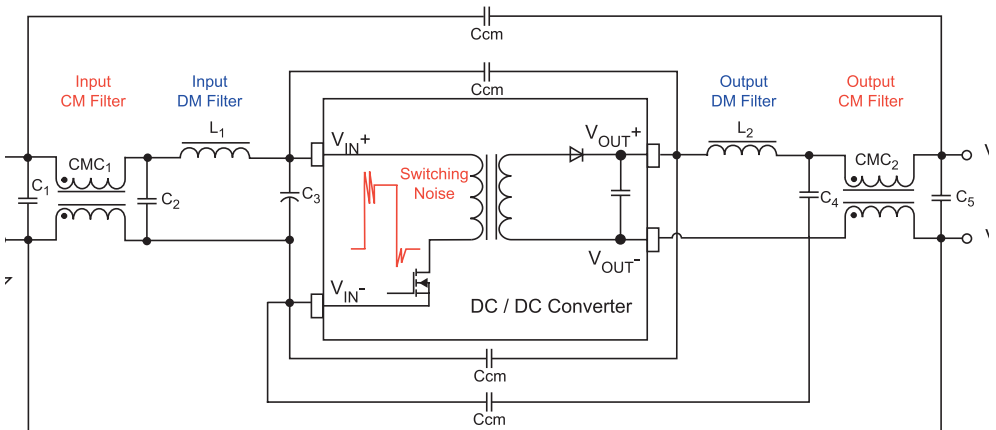 Ccm
Input
CM Filter
Input
DM Filter
Ccm
Output
DM Filter
Output
CM Filter
L1
VIN+
VOUT+
L2
CMC1
CMC2
Switching
Noise
C1
C2
C3
C4
C5
V
V
VIN-
VOUT-
DC / DC Converter
Ccm
Ccm